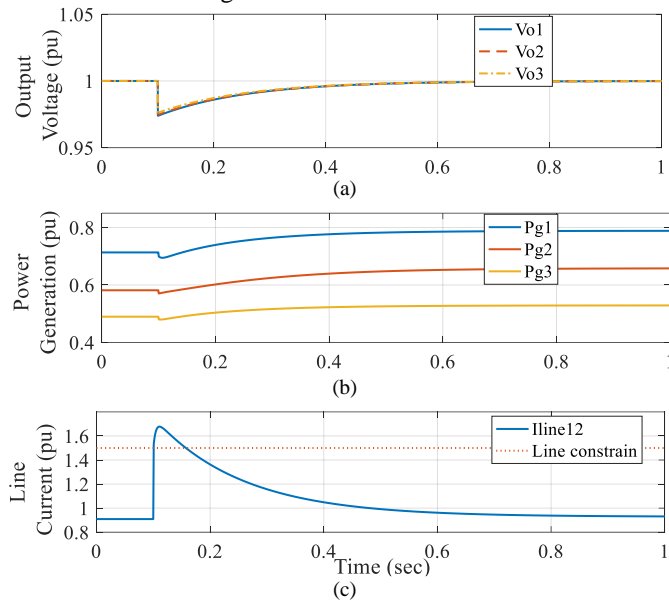 1.05
1
0.95
Output
Voltage (pu)
Vo1
Vo2
Vo3
0 0.2 0.4 0.6 0.8 1
(a)
0.8
0.6
0.4
Power
Generation (pu)
Pg1
Pg2
Pg3
0 0.2 0.4 0.6 0.8
(b)
1.6
1.4
1.2
1
0.8
Line
Current (pu)
Iline12
Line constrain
0 0.2 0.4 0.6 0.8 1
Time (sec)
(c)